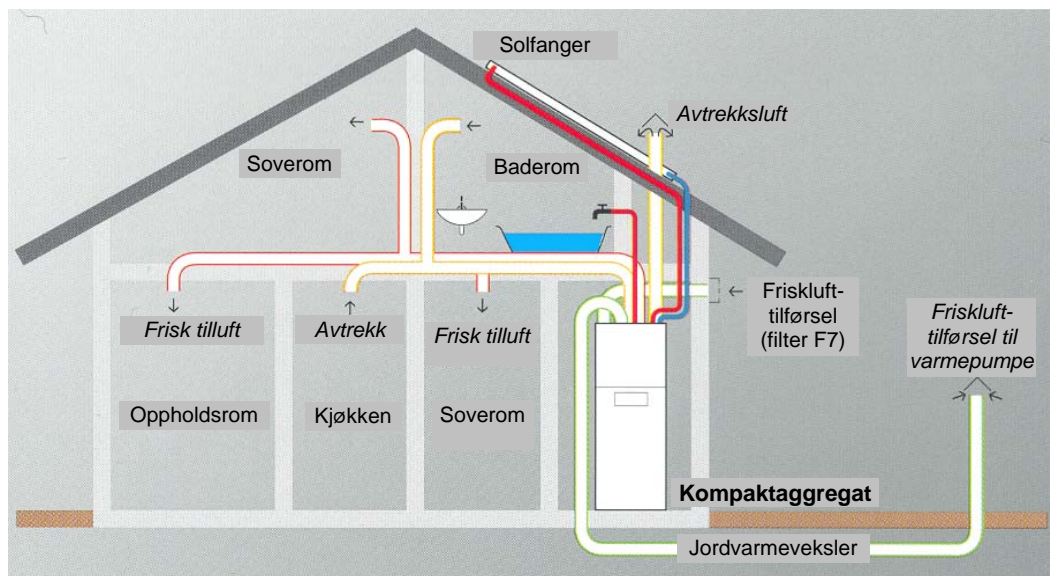 Solfanger
Avtrekksluft
Soverom
Baderom
Friskluft-
tilførsel
(filter F7)
Friskluft-
tilførsel til
varmepumpe
Frisk tilluft
Avtrekk
Frisk tilluft
Oppholdsrom
Kjøkken
Soverom
Kompaktaggregat
Jordvarmeveksler